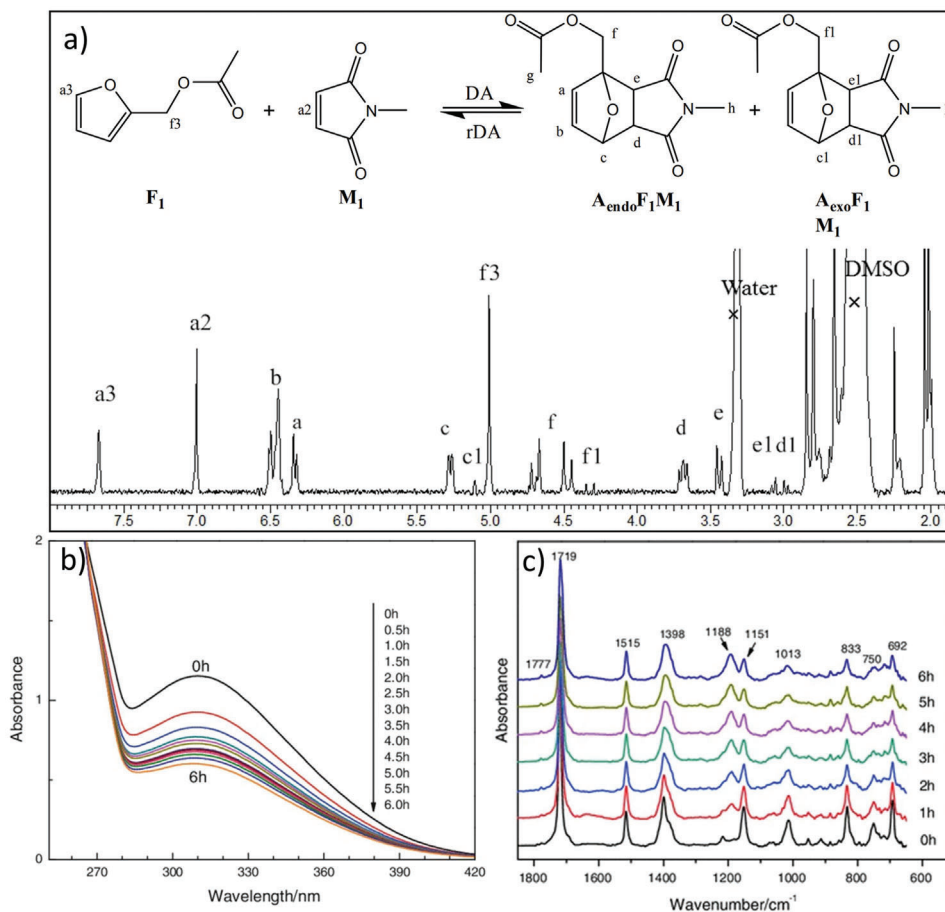 a)
O
O
f
g
a
b
e
O
d
c
N
h
O
O
A_endoF₁M₁
O
O
f1
O
e1
d1
c1
N
O
O
A_exoF₁
M₁
a3
O
O
O
f3
F₁
+
a2
O
N
O
M₁
DA
rDA
+
a3
a2
b
a
c
c1
f3
f
f1
d
e
Water
×
e1 d1
DMSO
×
7.5 7.0 6.5 6.0 5.5 5.0 4.5 4.0 3.5 3.0 2.5 2.0
b)
2
1
0
Absorbance
0h
6h
0h
0.5h
1.0h
1.5h
2.0h
2.5h
3.0h
3.5h
4.0h
4.5h
5.0h
5.5h
6.0h
270 300 330 360 390 420
Wavelength/nm
c)
1719
1777
1515
1398
1188
1151
1013
833
750
692
6h
5h
4h
3h
2h
1h
0h
Absorbance
1800 1600 1400 1200 1000 800 600
Wavenumber/cm⁻¹